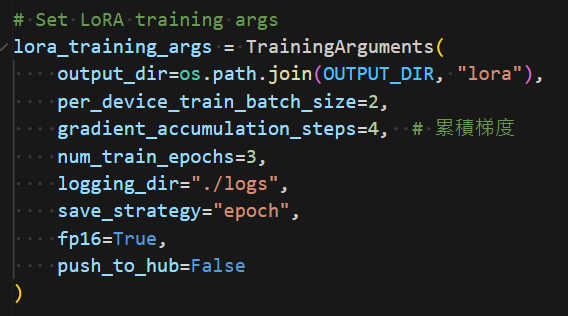 # Set LoRA training args
lora_training_args = TrainingArguments(
    output_dir=os.path.join(OUTPUT_DIR, "lora"),
    per_device_train_batch_size=2,
    gradient_accumulation_steps=4,  # 累積梯度
    num_train_epochs=3,
    logging_dir="./logs",
    save_strategy="epoch",
    fp16=True,
    push_to_hub=False
)